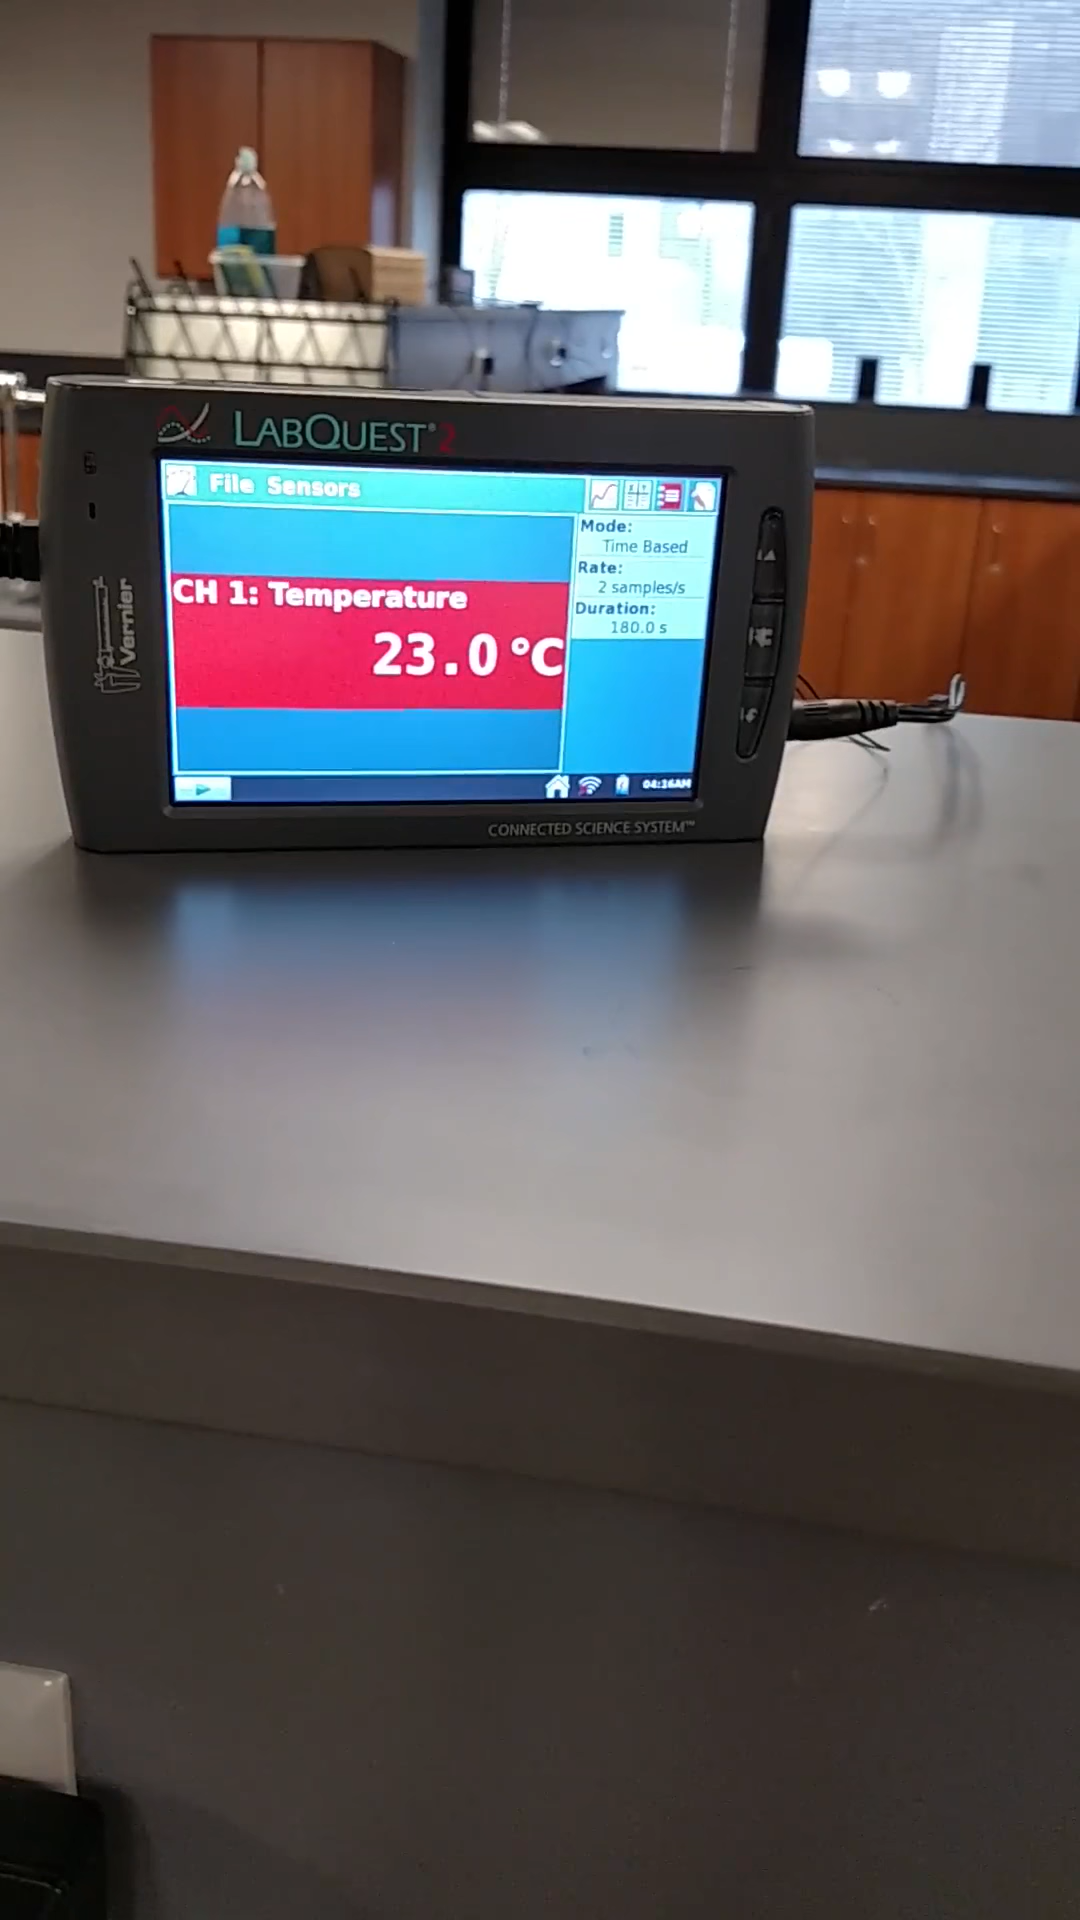 LABQUEST® 2
File Sensors
Mode:
Time Based
Rate:
2 samples/s
Duration:
180.0 s
CH 1: Temperature
23.0 °C
04:16AM
Vernier
CONNECTED SCIENCE SYSTEM™